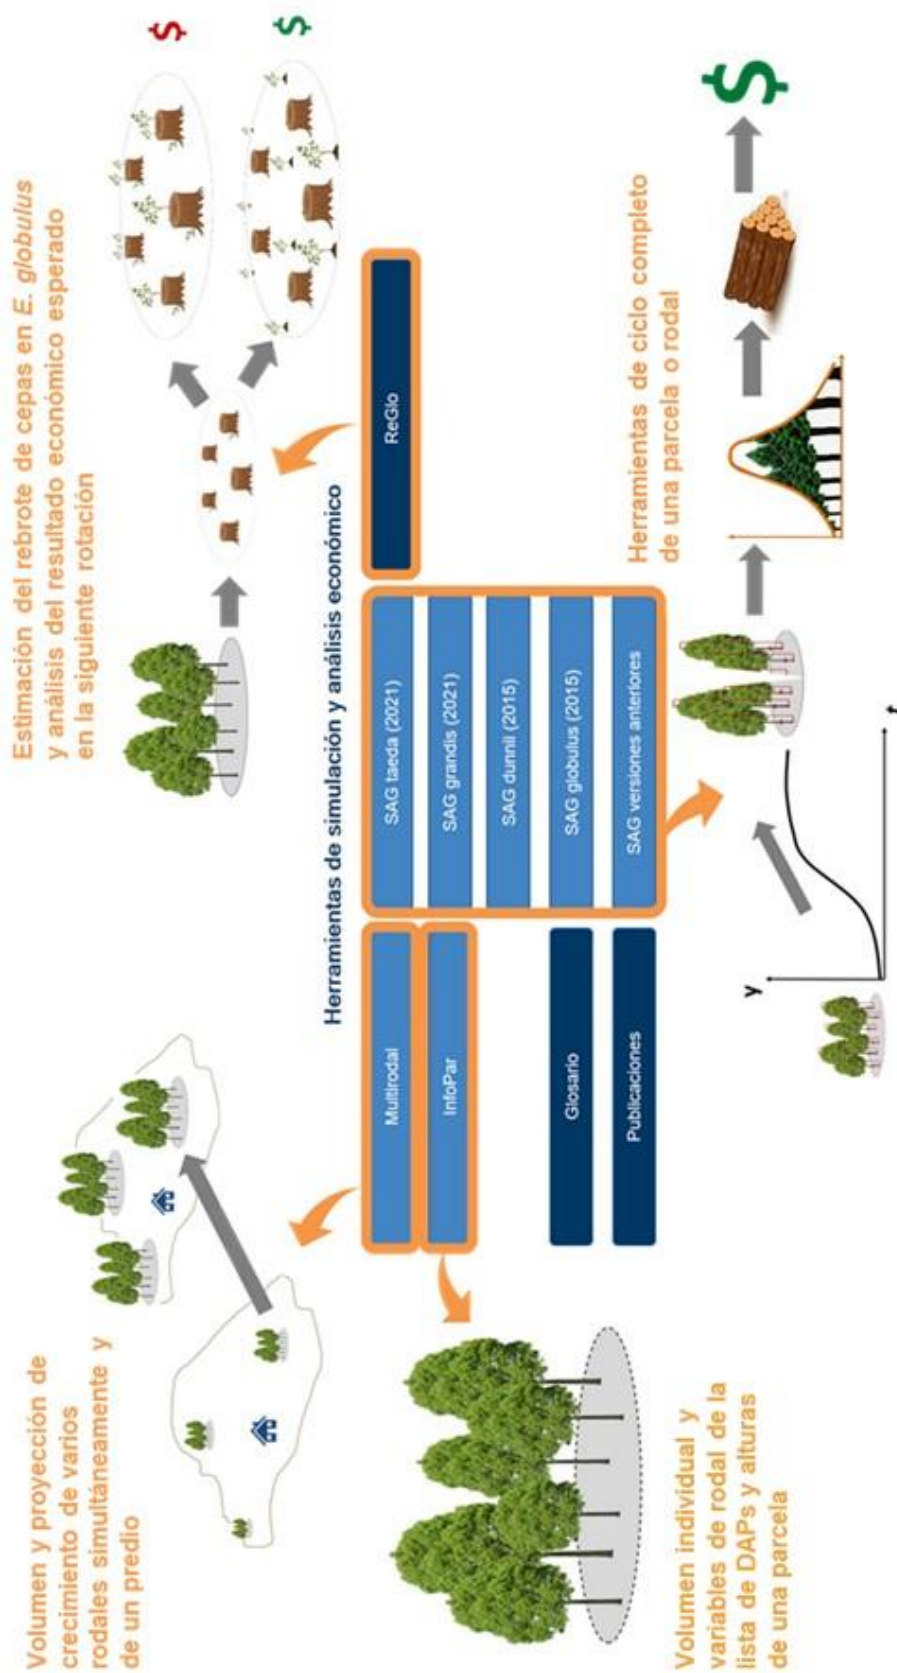 Volumen y proyección de
crecimiento de varios
rodales simultáneamente y
de un predio
Estimación del rebrote de cepas en E. globulus
y análisis del resultado económico esperado
en la siguiente rotación
$
$
Herramientas de simulación y análisis económico
Multirodal
InfoPar
Glosario
Publicaciones
SAG taeda (2021)
SAG grandis (2021)
SAG dunnii (2015)
SAG globulus (2015)
SAG versiones anteriores
ReGlo
Volumen individual y
variables de rodal de la
lista de DAPs y alturas
de una parcela
y
t
Herramientas de ciclo completo
de una parcela o rodal
$